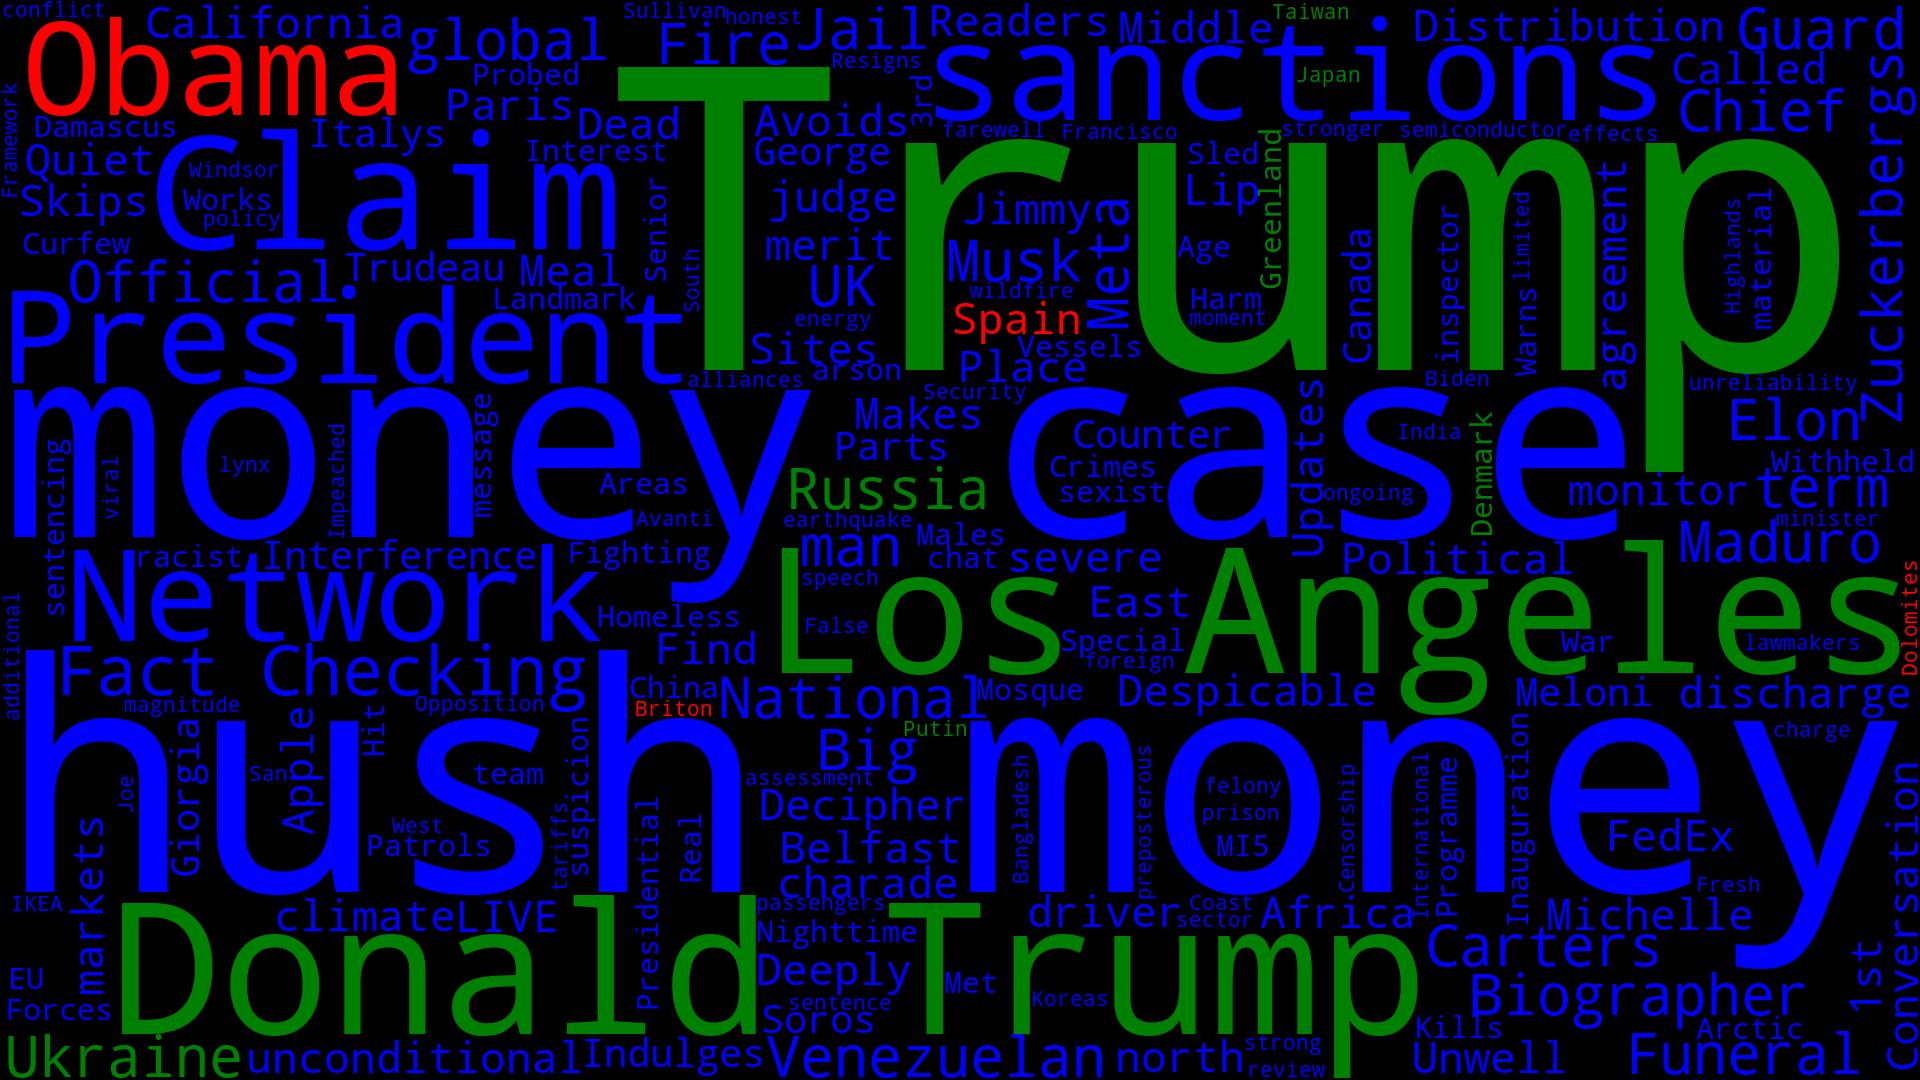 conflict
California
global
Sullivan
honest
Fire
Jail
Readers
Middle
Taiwan
Distribution
Guard
Obama
Probed
Resigns
sanctions
Japan
Called
Framework
Paris
Dead
Trump
Avoids
3rd
Chief
Zuckerbergs
Damascus
Italys
Interest
farewell
Francisco
stronger
semiconductor
effects
Quiet
Claim
George
Sled
Greenland
Windsor
Skips
Works
policy
Senior
judge
Jimmy
Lip
limited
agreement
Highlands
material
Curfew
merit
Musk
Meta
Age
Canada
inspector
Official
Trudeau
Meal
South
UK
wildfire
Harm
moment
Warns
President
Landmark
energy
Spain
Sites
Vessels
arson
Place
alliances
Security
Biden
unreliability
money
message
Makes
case
Counter
Updates
India
Denmark
Elon
Parts
sentencing
viral
lynx
Impeached
Areas
Russia
Crimes
sexist
ongoing
Withheld
monitor
term
Avanti
earthquake
Males
minister
racist
Interference
Fighting
man
chat
severe
Political
Maduro
Network
speech
Los Angeles
Dolomites
additional
Homeless
False
East
Special
War
lawmakers
Fact Checking
Find
foreign
China
National
Mosque
Despicable
Meloni
discharge
magnitude
Opposition
Briton
hush money
Giorgia
Apple
Hit
suspicion
Putin
Big
charge
San
team
assessment
Bangladesh
preposterous
felony
Joe
tariffs,
Presidential
Real
Decipher
prison
Censorship
International
Programme
Inauguration
Conversation
markets
West
Patrols
Belfast
MI5
FedEx
charade
Fresh
IKEA
climate
LIVE
passengers
driver
Coast
sector
Africa
Michelle
Donald Trump
Nighttime
Carters
EU
Deeply
Met
1st
Forces
sentence
Koreas
Biographer
Soros
Kills
Arctic
Ukraine
unconditional
Indulges
Venezuelan
north
strong
review
Unwell
Funeral